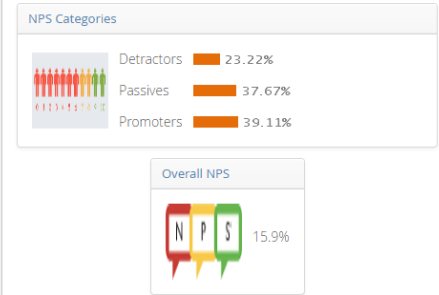 NPS Categories
Detractors 23.22%
Passives 37.67%
Promoters 39.11%
Overall NPS
N P S 15.9%